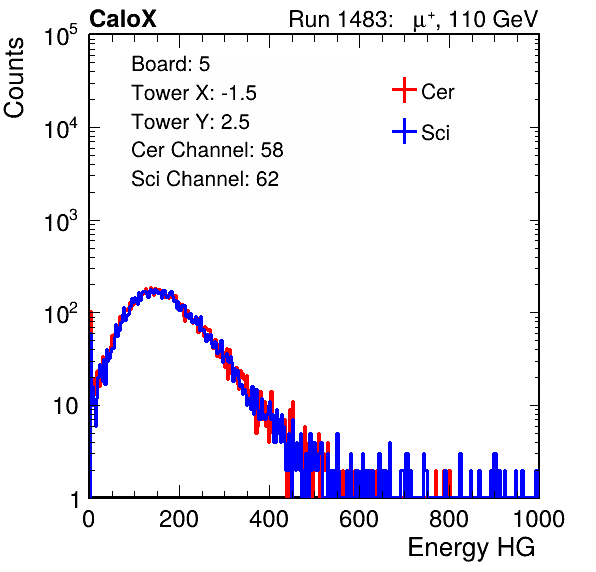 CaloX Run 1483: μ⁺, 110 GeV
Counts
10⁵
10⁴
10³
10²
10
1
Board: 5
Tower X: -1.5
Tower Y: 2.5
Cer Channel: 58
Sci Channel: 62
Cer
Sci
0 200 400 600 800 1000
Energy HG